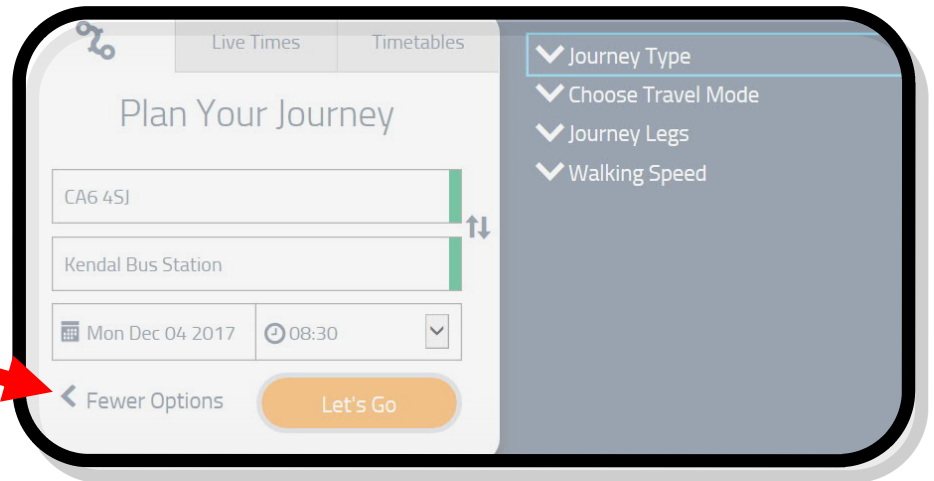 Live Times
Timetables
Plan Your Journey
CA6 4SJ
Kendal Bus Station
Mon Dec 04 2017
08:30
Fewer Options
Let's Go
Journey Type
Choose Travel Mode
Journey Legs
Walking Speed